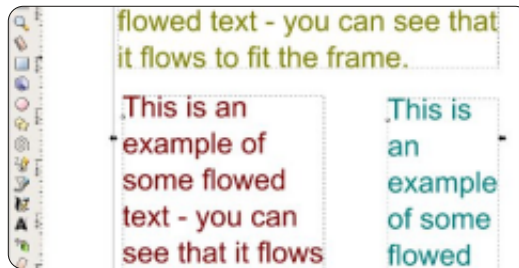 flowed text - you can see that
it flows to fit the frame.
This is an
example of
some flowed
text - you can
see that it flows
This is
an
example
of some
flowed